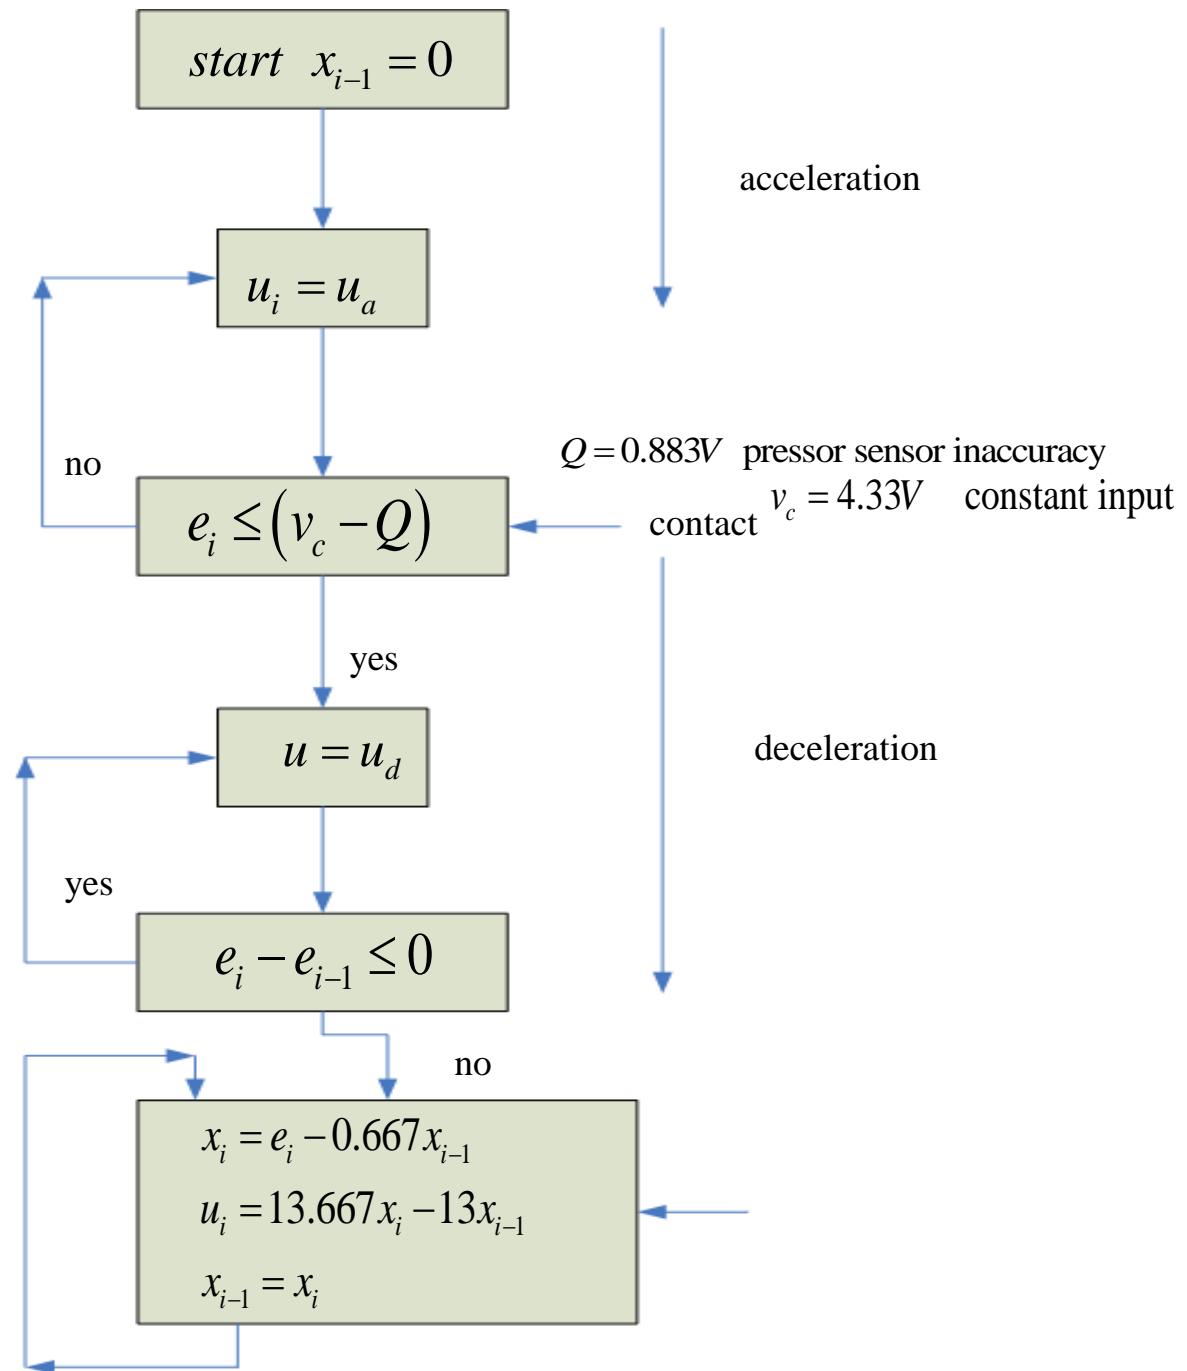 start x_{i-1} = 0
acceleration
u_i = u_a
no
Q = 0.883V pressor sensor inaccuracy
v_c = 4.33V constant input
e_i ≤ (v_c − Q)
contact
yes
u = u_d
deceleration
yes
e_i − e_{i-1} ≤ 0
no
x_i = e_i − 0.667x_{i-1}
u_i = 13.667x_i − 13x_{i-1}
x_{i-1} = x_i